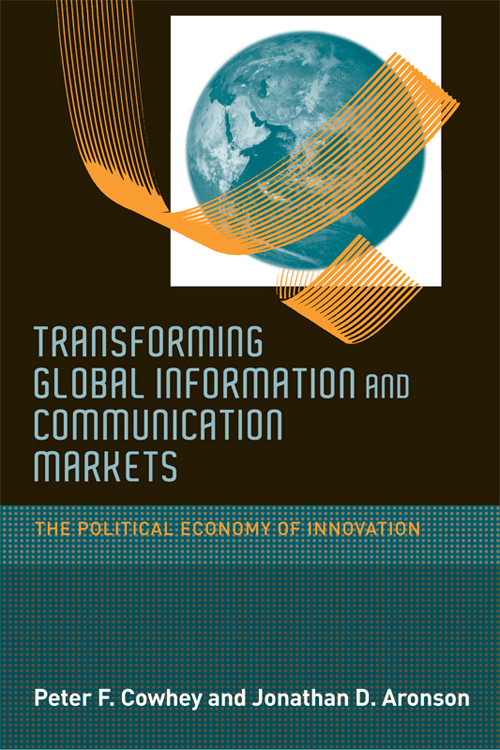 TRANSFORMING
GLOBAL INFORMATION AND
COMMUNICATION
MARKETS
THE POLITICAL ECONOMY OF INNOVATION
Peter F. Cowhey and Jonathan D. Aronson